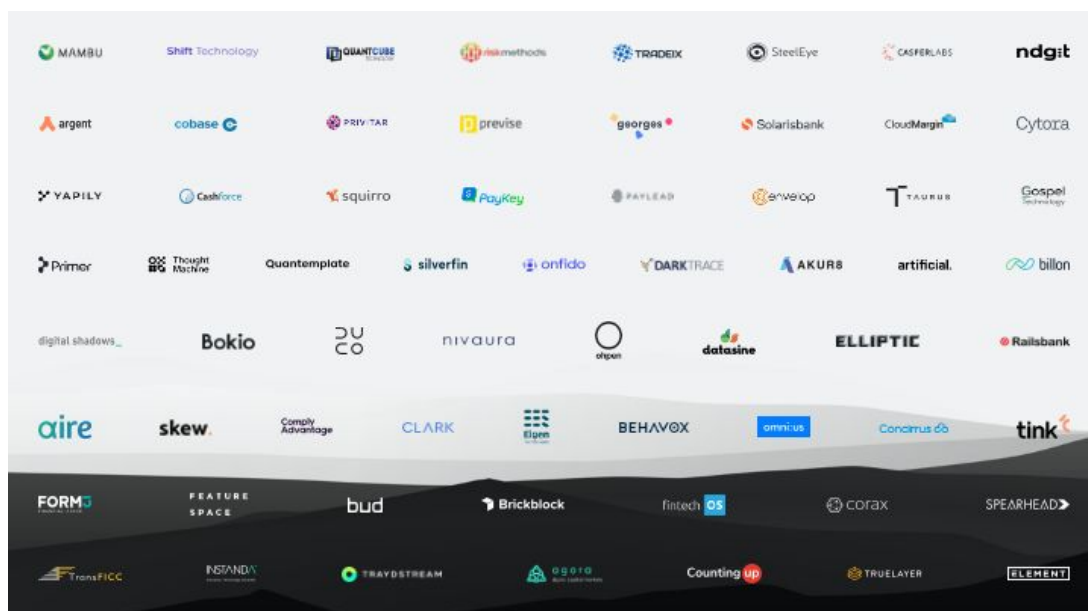 MAMBU Shift Technology QUANTCUBE riskmethods TRADEIX SteelEye CASPERLABS ndgit
argent cobase PRIVITAR previse georges Solarisbank CloudMargin Cytora
YAPILY Cashforce squirro PayKey PAYLEAD envelop TAURUS Gospel
Technology
Primer Thought
Machine Quantemplate silverfin onfido DARKTRACE AKUR8 artificial. billon
digital shadows_ Bokio DUCO nivaura ohpen datasine ELLIPTIC Railsbank
aire skew. Comply
Advantage CLARK Eigen BEHAVOX omni:us Concirrus tink
FORM3 FEATURE
SPACE bud Brickblock fintech OS corax SPEARHEAD
TransFICC INSTANDA TRAYDSTREAM agora Counting up TRUELAYER ELEMENT